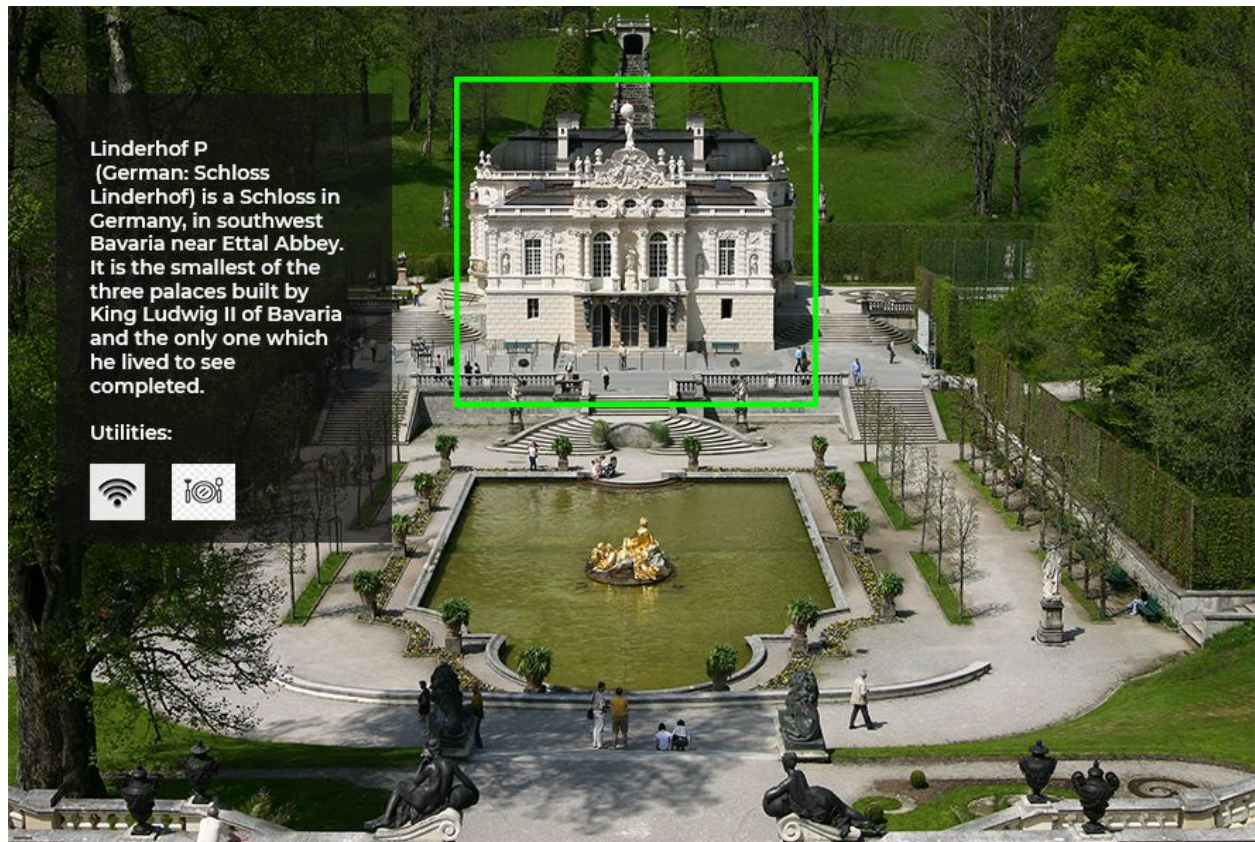 Linderhof P
(German: Schloss
Linderhof) is a Schloss in
Germany, in southwest
Bavaria near Ettal Abbey.
It is the smallest of the
three palaces built by
King Ludwig II of Bavaria
and the only one which
he lived to see
completed.
Utilities: